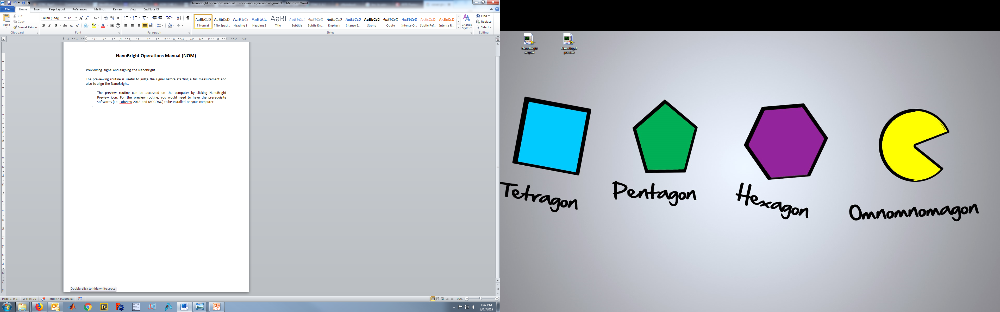 NanoBright operations manual - Previewing signal and alignment - Microsoft Word
File Home Insert Page Layout References Mailings Review View EndNote X9
Paste
Cut
Copy
Format Painter
Clipboard
Calibri (Body) 12
Font
Paragraph
AaBbCcD AaBbCcD AaBbCc AaBbCc AaBl AaBbCcI AaBbCcD AaBbCcD AaBbCcD AaBbCcD AaBbCcD AaBbCcD AABBCCD AABBCCD
¶ Normal ¶ No Spaci... Heading 1 Heading 2 Title Subtitle Subtle Em... Emphasis Intense E... Strong Quote Intense Q... Subtle Ref... Intense R...
Change
Styles
Styles
Find
Replace
Select
Editing
NanoBright Operations Manual (NOM)
Previewing signal and aligning the NanoBright
The previewing routine is useful to judge the signal before starting a full measurement and
also to align the NanoBright.
- The preview routine can be accessed on the computer by clicking NanoBright
Preview icon. For the preview routine, you would need to have the prerequisite
softwares (i.e. LabView 2018 and MCCDAQ) to be installed on your computer.
-
-
-
Double-click to hide white space
Page: 1 of 1 Words: 70 English (Australia) 90%
1:47 PM
3/07/2019
NanoBright
acquire
NanoBright
preview
Tetragon
Pentagon
Hexagon
Omnomnomagon